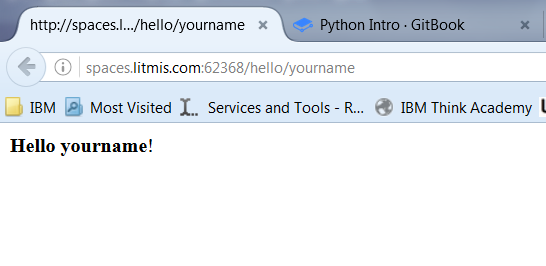 http://spaces.l.../hello/yourname × Python Intro · GitBook ×
spaces.litmis.com:62368/hello/yourname
IBM Most Visited Services and Tools - R... IBM Think Academy
Hello yourname!